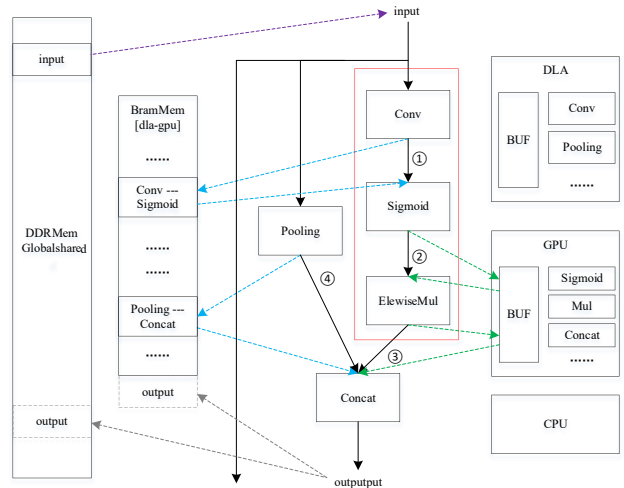 input
input
DDRMem
Globalshared
output
BramMem
[dla-gpu]
......
Conv ---
Sigmoid
......
......
Pooling ---
Concat
......
output
Pooling
Conv
①
Sigmoid
②
ElewiseMul
④
③
Concat
outputput
DLA
BUF
Conv
Pooling
......
GPU
BUF
Sigmoid
Mul
Concat
......
CPU